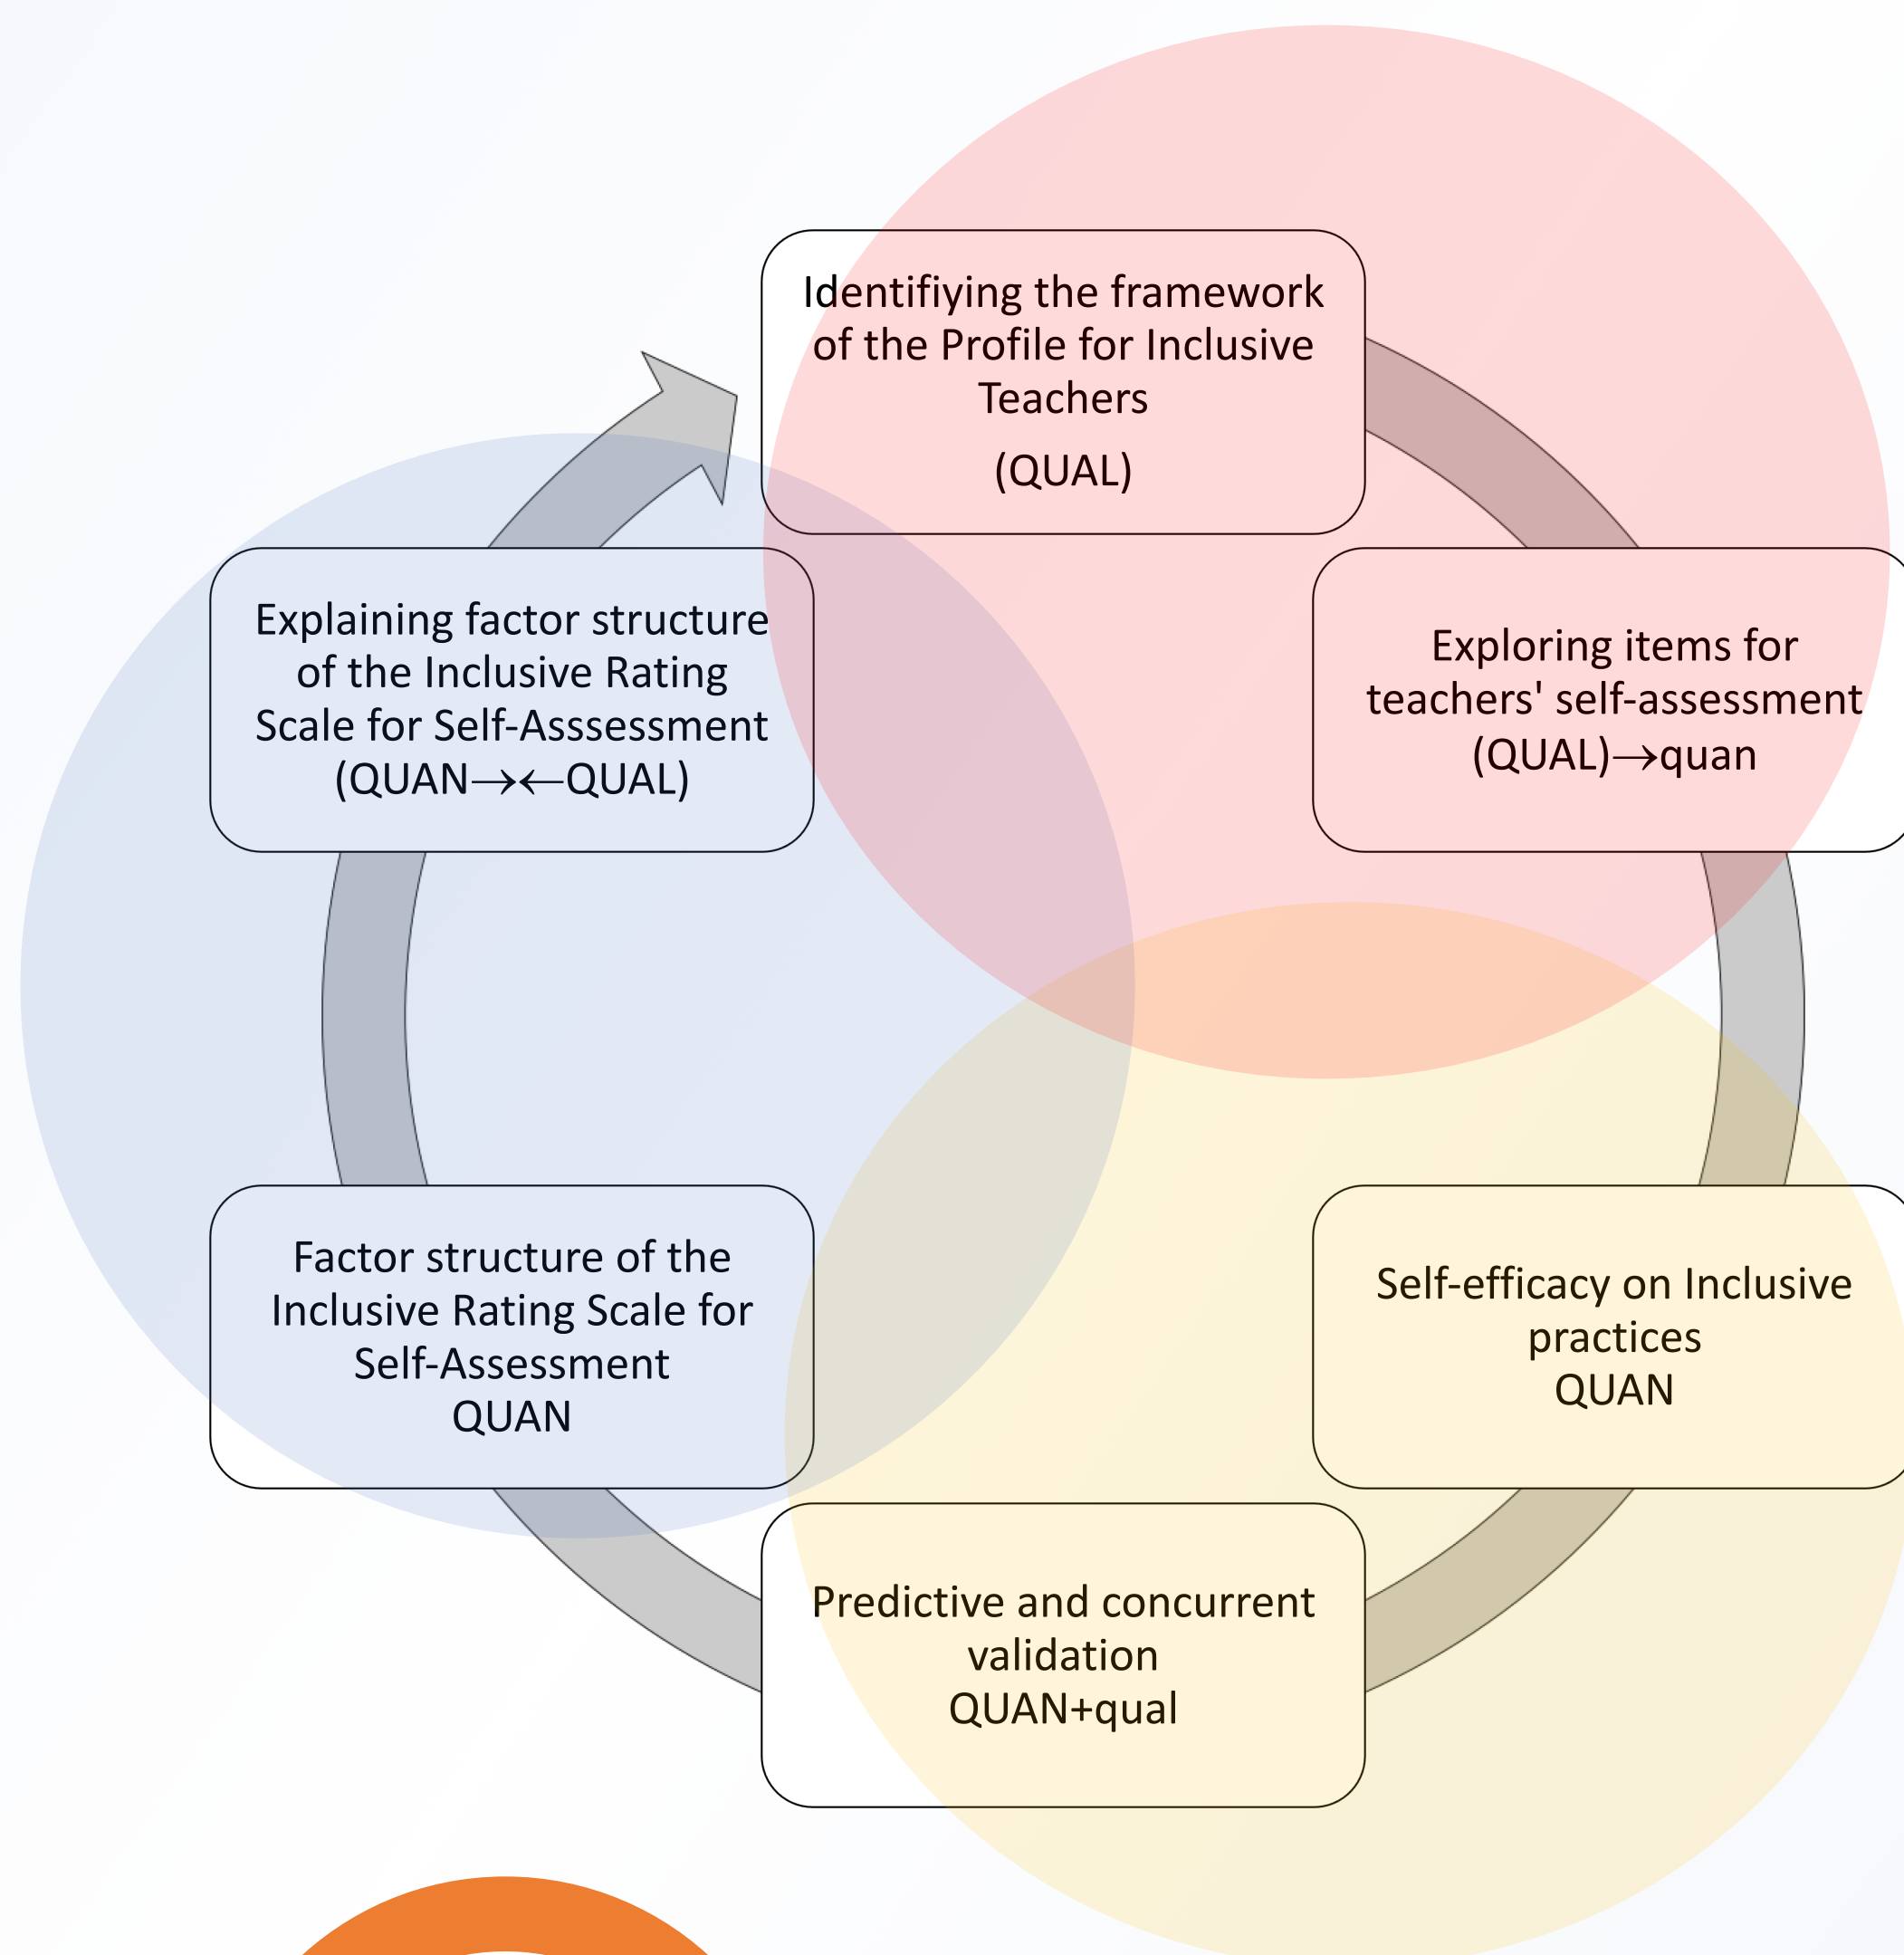 Identifiying the framework
of the Profile for Inclusive
Teachers
(QUAL)
Exploring items for
teachers' self-assessment
(QUAL)→quan
Self-efficacy on Inclusive
practices
QUAN
Predictive and concurrent
validation
QUAN+qual
Factor structure of the
Inclusive Rating Scale for
Self-Assessment
QUAN
Explaining factor structure
of the Inclusive Rating
Scale for Self-Asssessment
(QUAN→←QUAL)